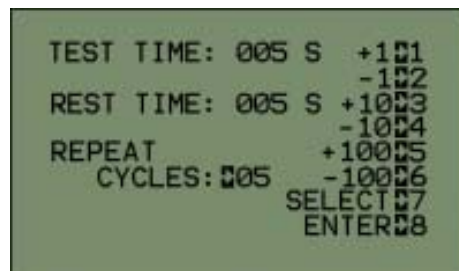 TEST TIME: 005 S +1 1
-1 2
REST TIME: 005 S +10 3
-10 4
REPEAT +100 5
CYCLES: 05 -100 6
SELECT 7
ENTER 8